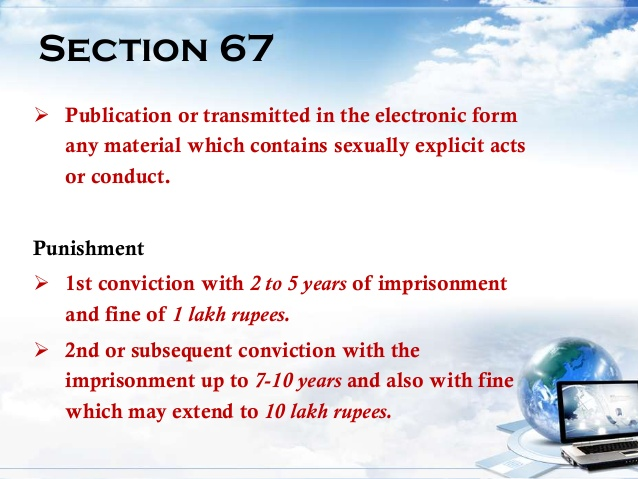 Section 67
➢ Publication or transmitted in the electronic form
any material which contains sexually explicit acts
or conduct.
Punishment
➢ 1st conviction with 2 to 5 years of imprisonment
and fine of 1 lakh rupees.
➢ 2nd or subsequent conviction with the
imprisonment up to 7-10 years and also with fine
which may extend to 10 lakh rupees.